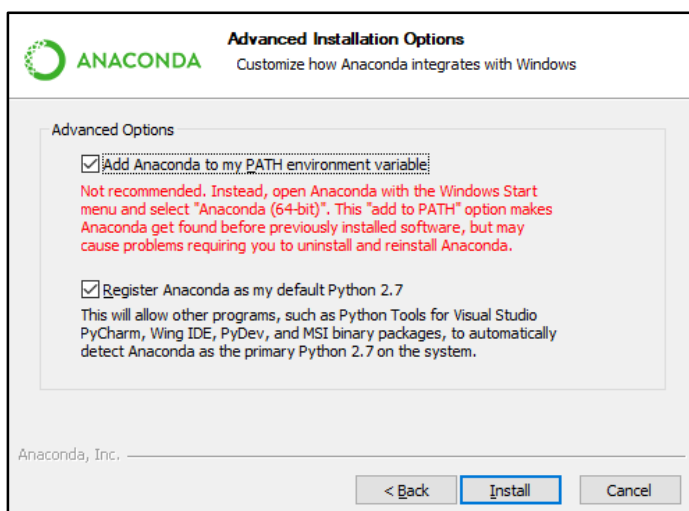 ANACONDA
Advanced Installation Options
Customize how Anaconda integrates with Windows
Advanced Options
Add Anaconda to my PATH environment variable
Not recommended. Instead, open Anaconda with the Windows Start
menu and select "Anaconda (64-bit)". This "add to PATH" option makes
Anaconda get found before previously installed software, but may
cause problems requiring you to uninstall and reinstall Anaconda.
Register Anaconda as my default Python 2.7
This will allow other programs, such as Python Tools for Visual Studio
PyCharm, Wing IDE, PyDev, and MSI binary packages, to automatically
detect Anaconda as the primary Python 2.7 on the system.
Anaconda, Inc.
< Back
Install
Cancel